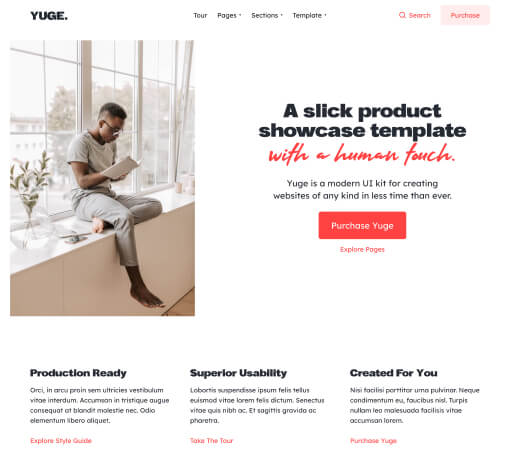 YUGE.
Tour
Pages
Sections
Template
Search
Purchase
A slick product
showcase template
with a human touch.
Yuge is a modern UI kit for creating
websites of any kind in less time than ever.
Purchase Yuge
Explore Pages
Production Ready
Orci, in arcu proin sem ultricies vestibulum
vitae interdum. Accumsan in tristique augue
consequat at blandit molestie nec. Odio
elementum libero aliquet.
Explore Style Guide
Superior Usability
Lobortis suspendisse ipsum felis tellus
euismod vitae lorem felis dictum. Senectus
vitae quis nibh ac. Et sagittis gravida ac
pharetra.
Take The Tour
Created For You
Nisi facilisi porttitor urna pulvinar. Neque
condimentum eu, faucibus nisl. Turpis
nullam leo malesuada facilisis vitae
accumsan lorem.
Purchase Yuge